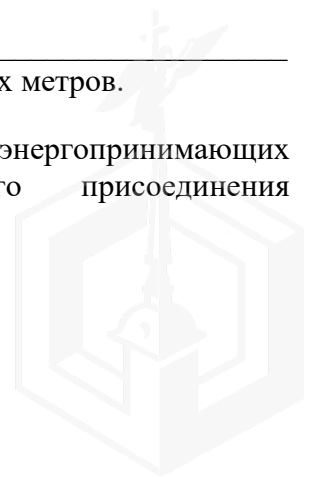 х метров.
энергопринимающих
го присоединения